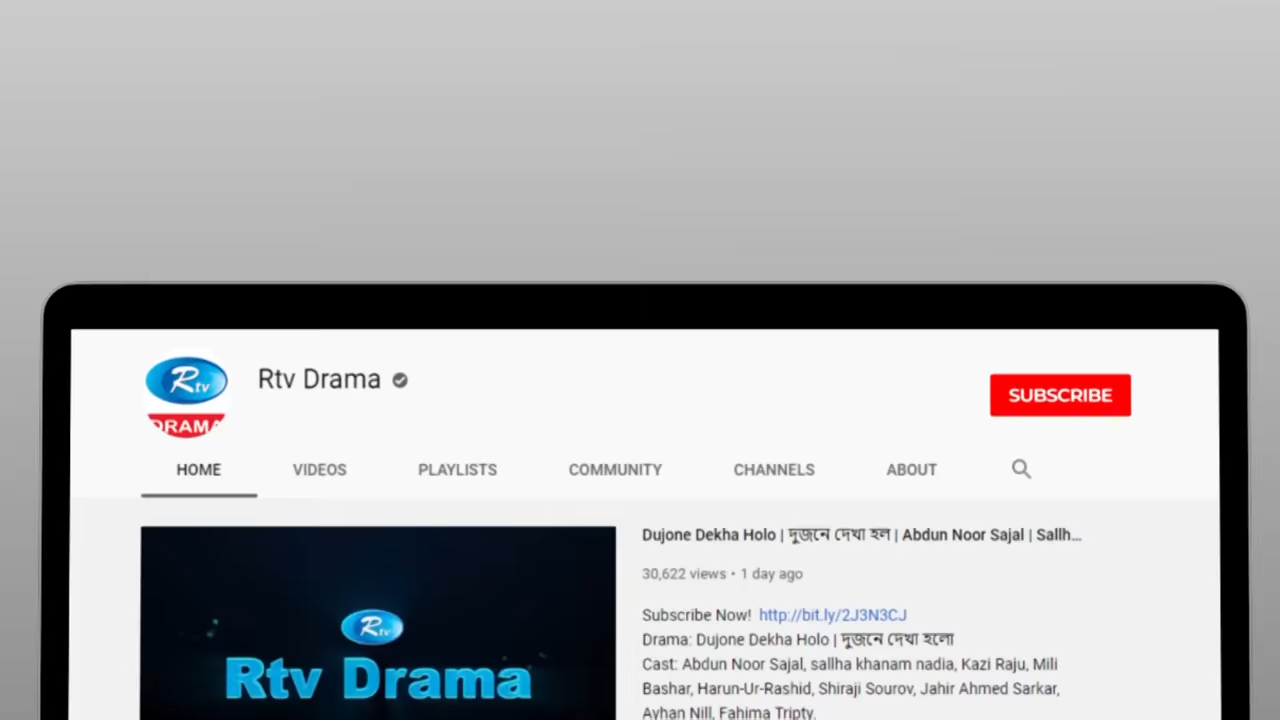 Rtv
DRAMA
Rtv Drama
SUBSCRIBE
HOME VIDEOS PLAYLISTS COMMUNITY CHANNELS ABOUT
Rtv
Rtv Drama
Dujone Dekha Holo | দুজনে দেখা হল | Abdun Noor Sajal | Sallh...
30,622 views • 1 day ago
Subscribe Now! http://bit.ly/2J3N3CJ
Drama: Dujone Dekha Holo | দুজনে দেখা হলো
Cast: Abdun Noor Sajal, sallha khanam nadia, Kazi Raju, Mili
Bashar, Harun-Ur-Rashid, Shiraji Sourov, Jahir Ahmed Sarkar,
Ayhan Nill, Fahima Tripty.